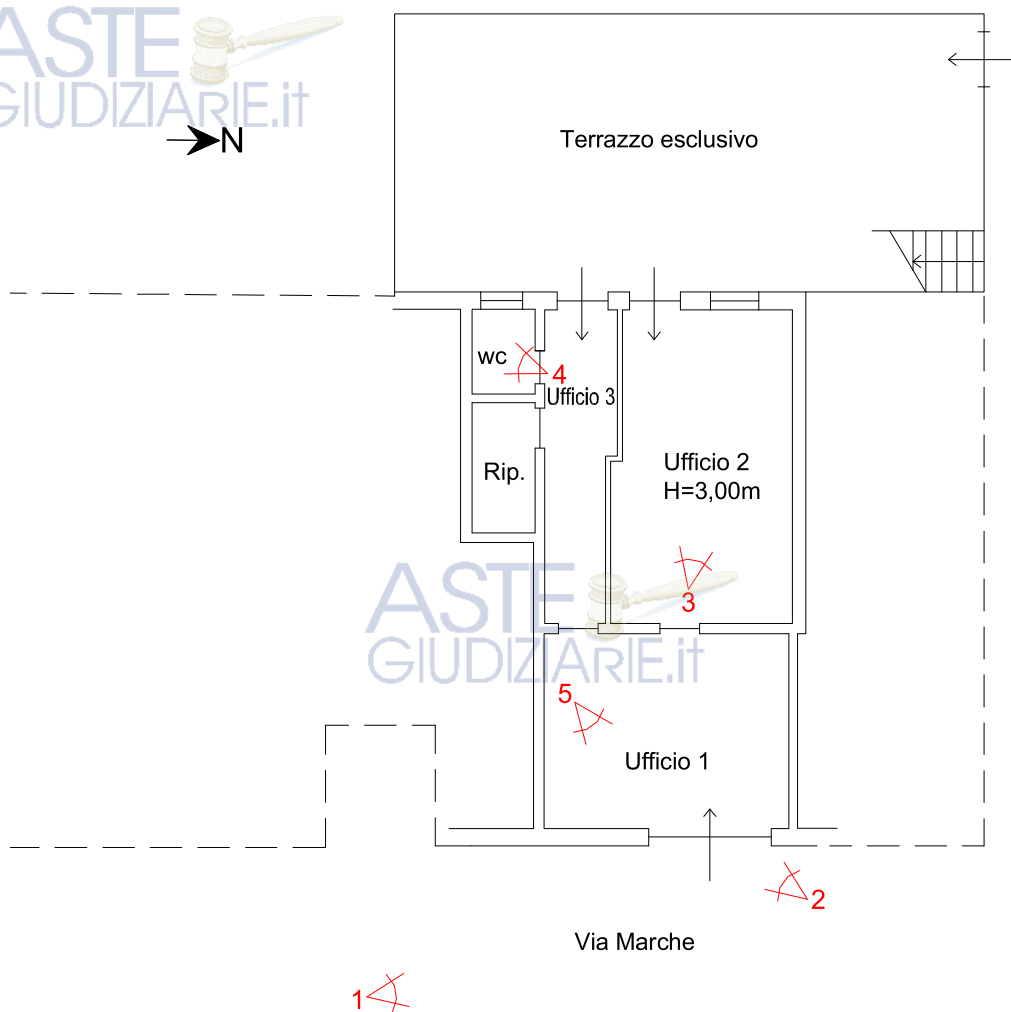 ASTE
GIUDIZIARIE.it
N
Terrazzo esclusivo
wc
4
Ufficio 3
Rip.
Ufficio 2
H=3,00m
3
ASTE
GIUDIZIARIE.it
5
Ufficio 1
2
Via Marche
1